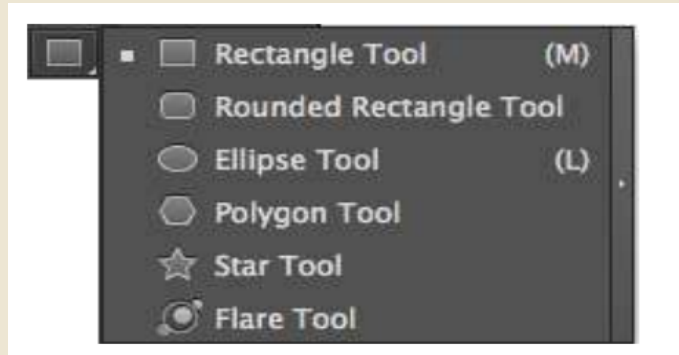 Rectangle Tool (M)
Rounded Rectangle Tool
Ellipse Tool (L)
Polygon Tool
Star Tool
Flare Tool